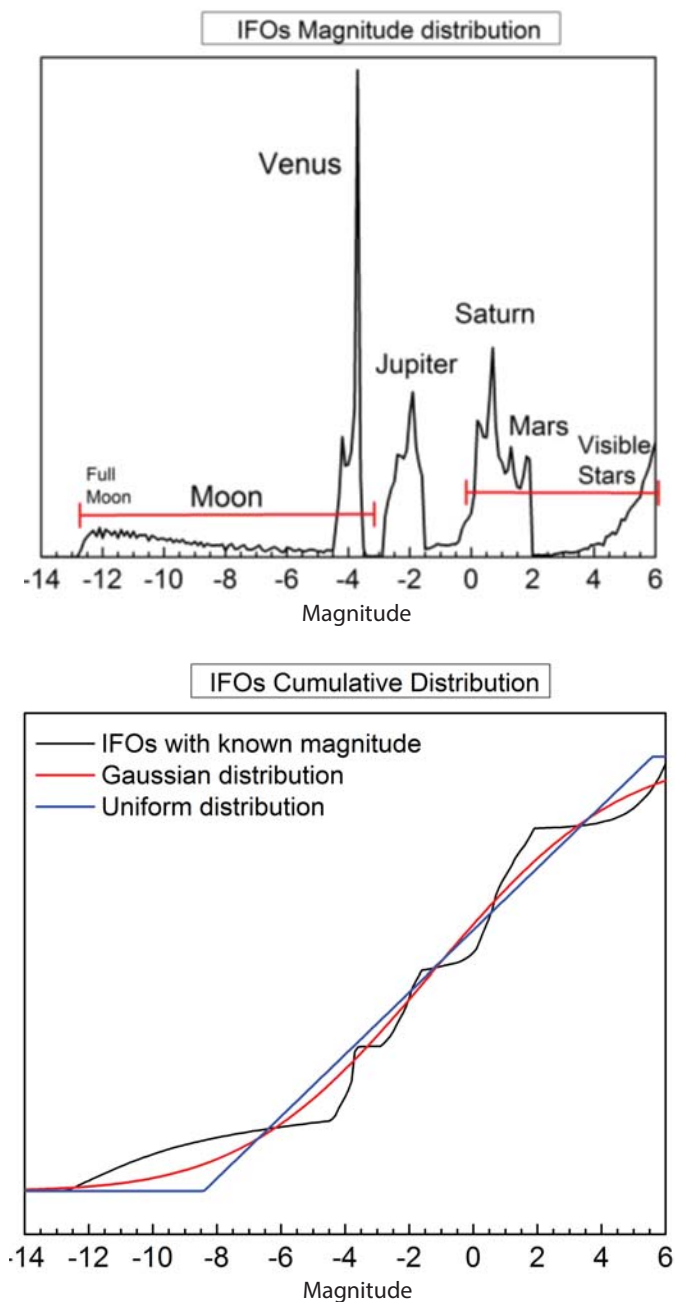 IFOs Magnitude distribution
Venus
Saturn
Jupiter
Mars
Visible
Stars
Full
Moon
Moon
-14 -12 -10 -8 -6 -4 -2 0 2 4 6
Magnitude
IFOs Cumulative Distribution
IFOs with known magnitude
Gaussian distribution
Uniform distribution
-14 -12 -10 -8 -6 -4 -2 0 2 4 6
Magnitude